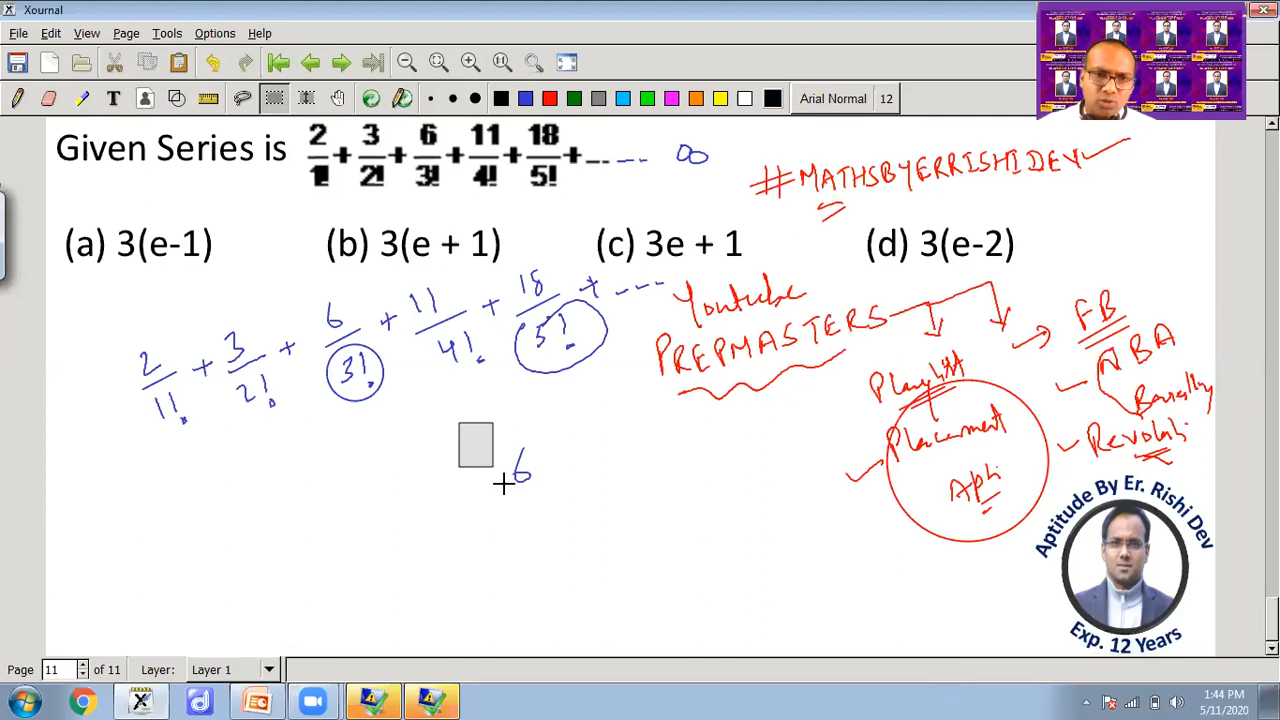 Xournal
File Edit View Page Tools Options Help
Arial Normal 12
Given Series is 2/1! + 3/2! + 6/3! + 11/4! + 18/5! + ... --- ∞
#MATHSBYERRISHIDEV
(a) 3(e-1) (b) 3(e + 1) (c) 3e + 1 (d) 3(e-2)
2/1! + 3/2! + 6/3! + 11/4! + 18/5! + ---
Youtube
PREPMASTERS
FB
BA
Playlist
Placement
Apti
6
Aptitude By Er. Rishi Dev
Exp. 12 Years
Page 11 of 11 Layer: Layer 1
1:44 PM
5/11/2020